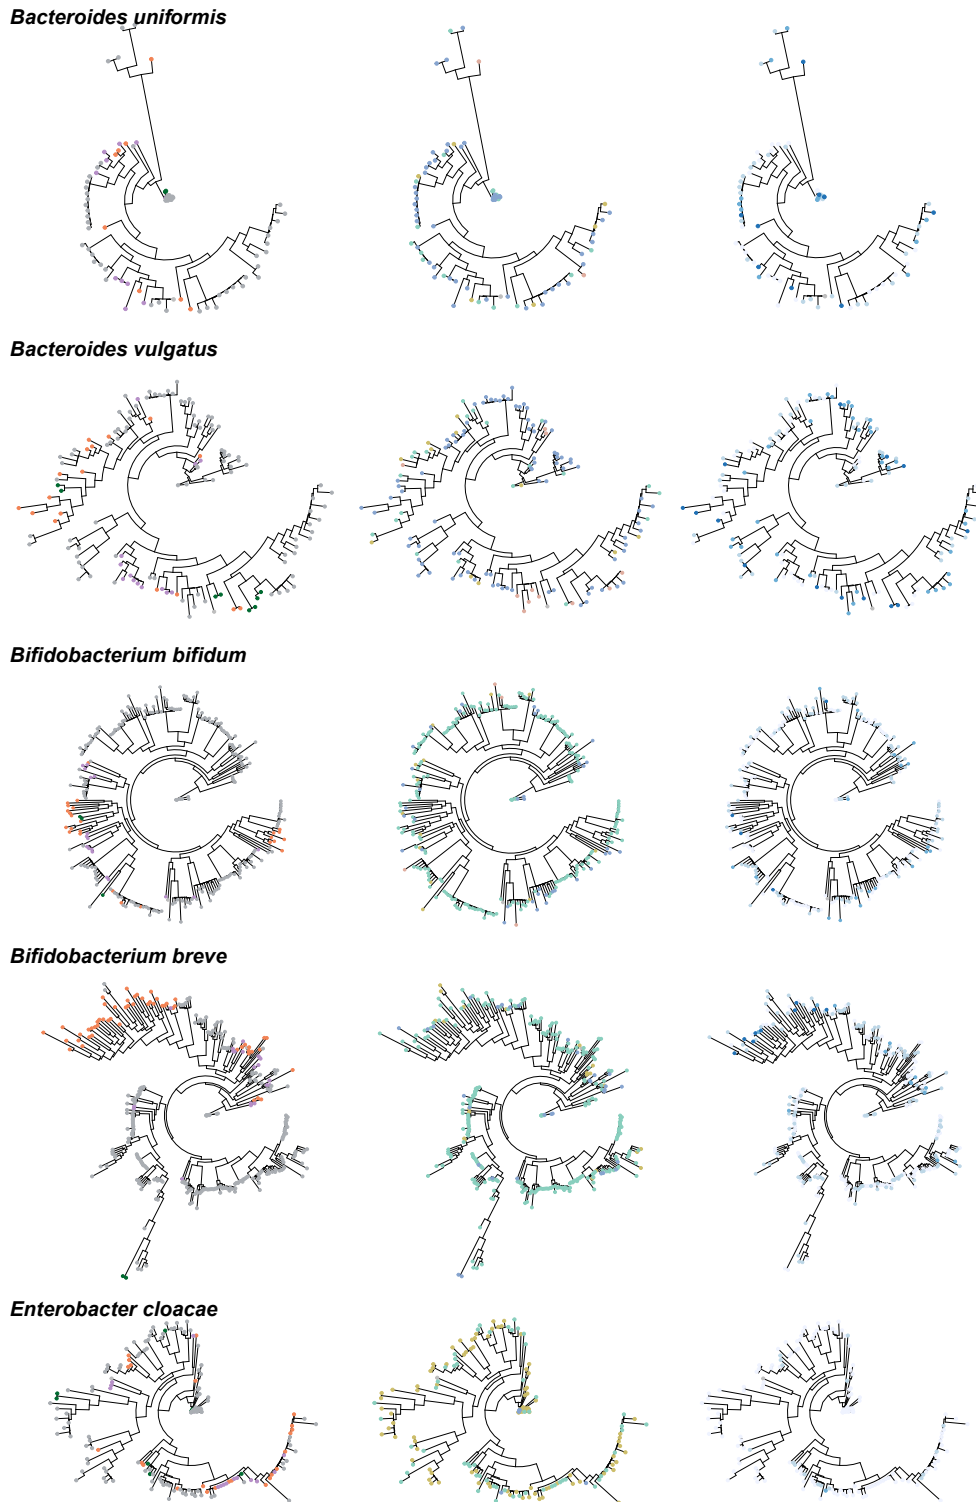 Bacteroides uniformis
Bacteroides vulgatus
Bifidobacterium bifidum
Bifidobacterium breve
Enterobacter cloacae